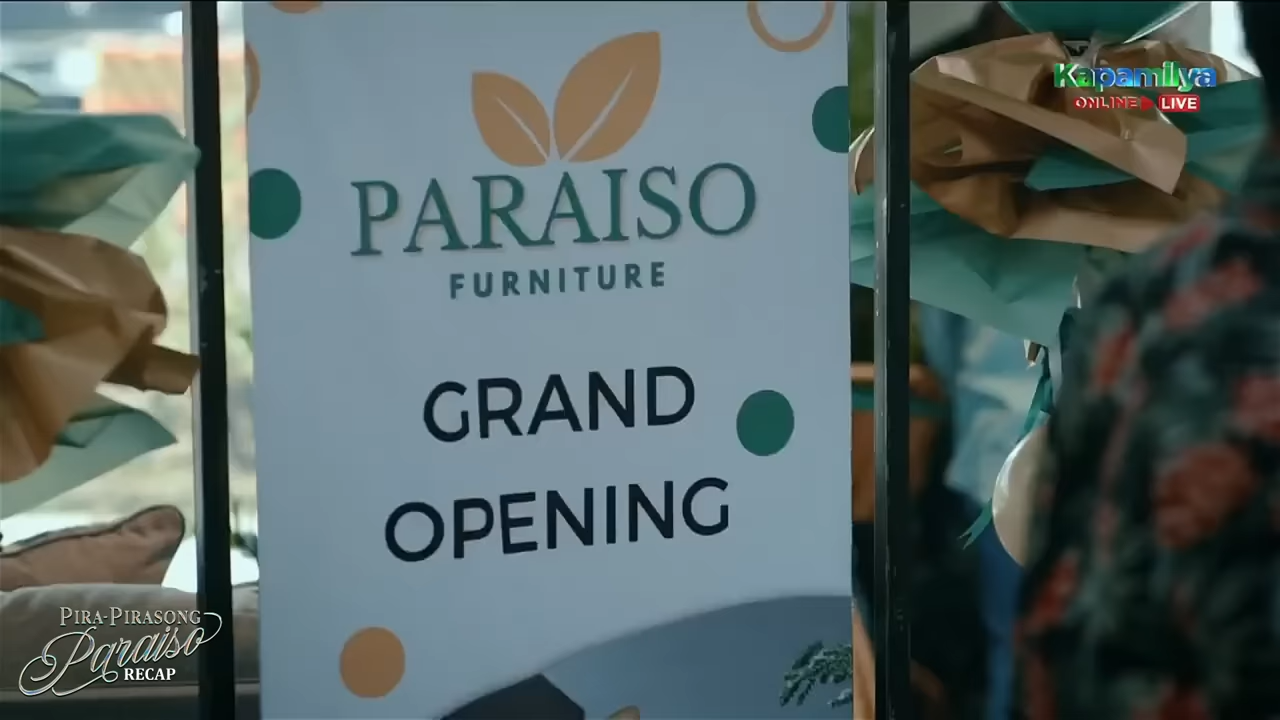 Kapamilya
ONLINE LIVE
PARAISO
FURNITURE
GRAND
OPENING
PIRA-PIRASONG
Paraiso
RECAP